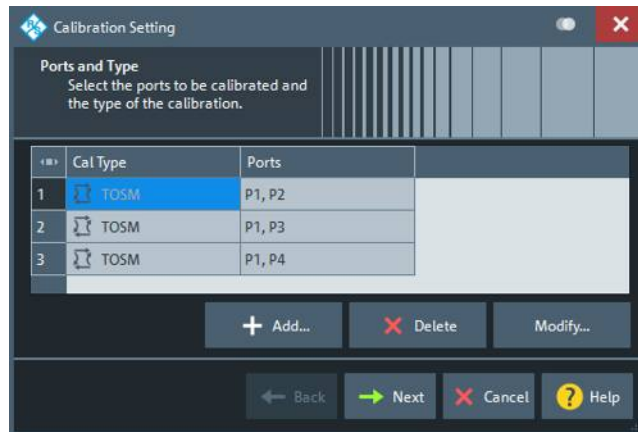 Calibration Setting
Ports and Type
Select the ports to be calibrated and
the type of the calibration.
Cal Type Ports
1 TOSM P1, P2
2 TOSM P1, P3
3 TOSM P1, P4
Add... Delete Modify...
Back Next Cancel ? Help